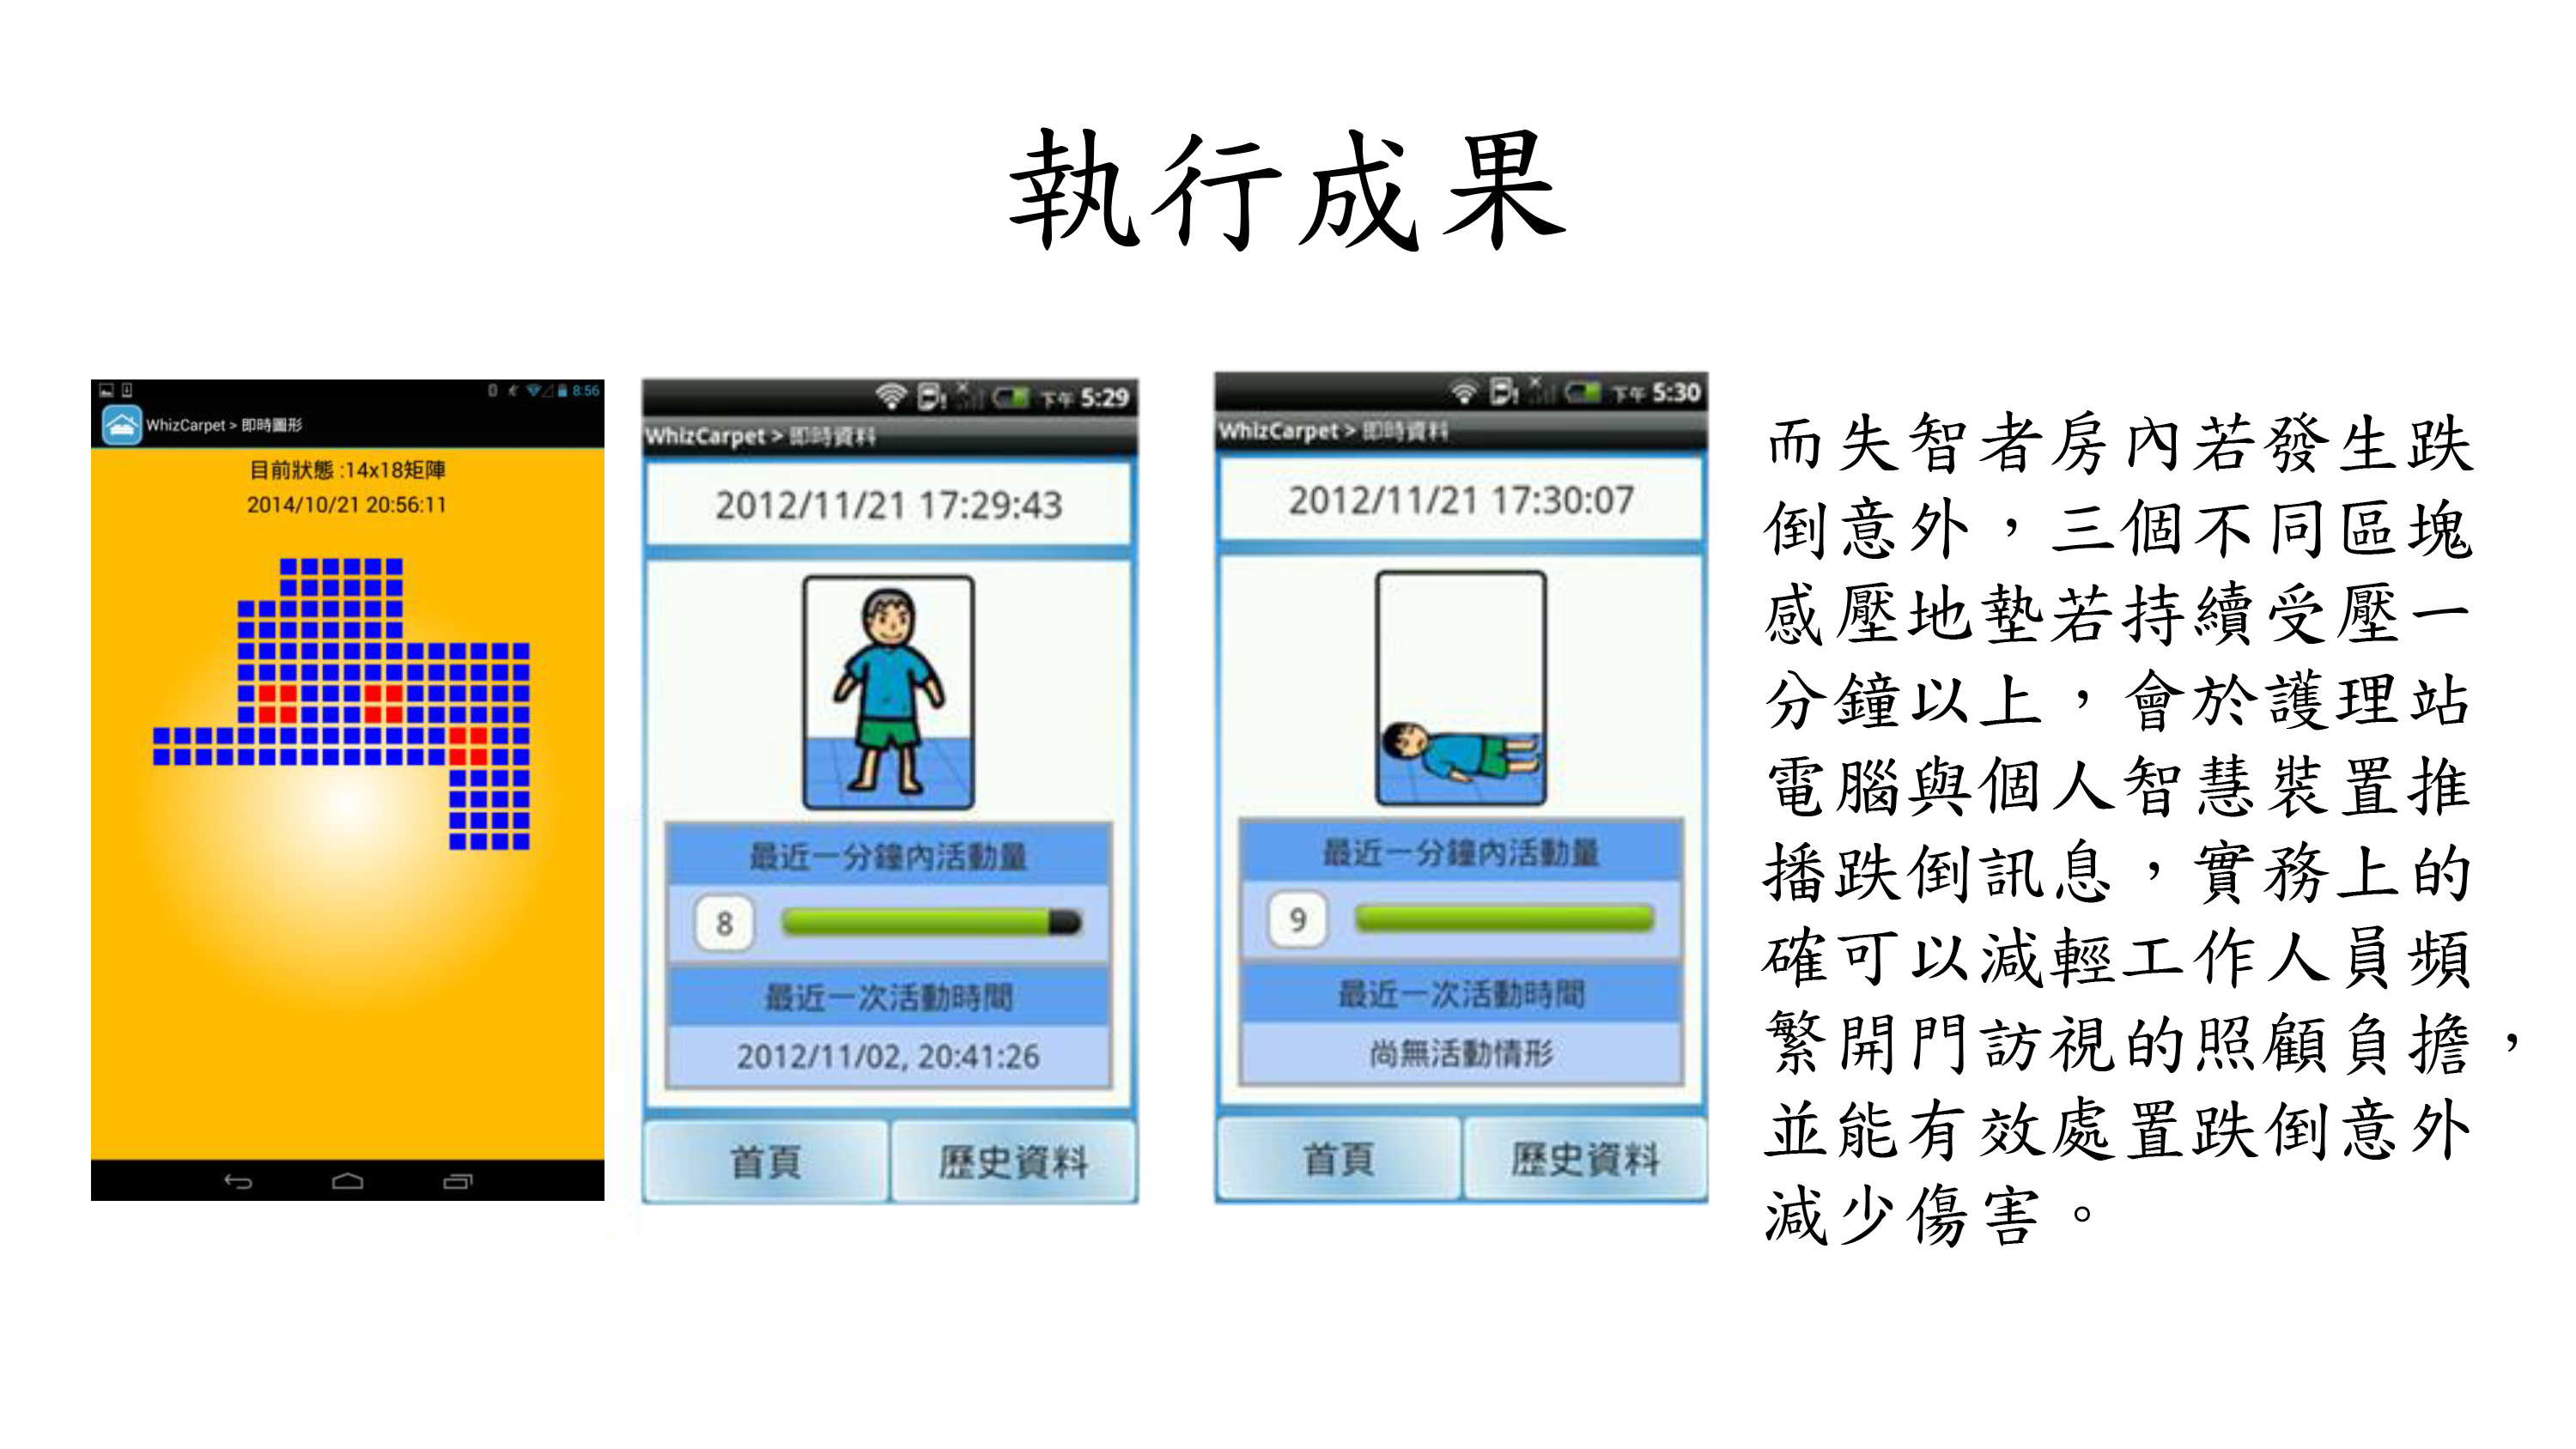 執行成果
8:56
WhizCarpet > 即時圖形
目前狀態 :14x18矩陣
2014/10/21 20:56:11
下午 5:29
WhizCarpet > 即時資料
2012/11/21 17:29:43
最近一分鐘內活動量
8
最近一次活動時間
2012/11/02, 20:41:26
首頁
歷史資料
下午 5:30
WhizCarpet > 即時資料
2012/11/21 17:30:07
最近一分鐘內活動量
9
最近一次活動時間
尚無活動情形
首頁
歷史資料
而失智者房內若發生跌
倒意外，三個不同區塊
感壓地墊若持續受壓一
分鐘以上，會於護理站
電腦與個人智慧裝置推
播跌倒訊息，實務上的
確可以減輕工作人員頻
繁開門訪視的照顧負擔，
並能有效處置跌倒意外
減少傷害。